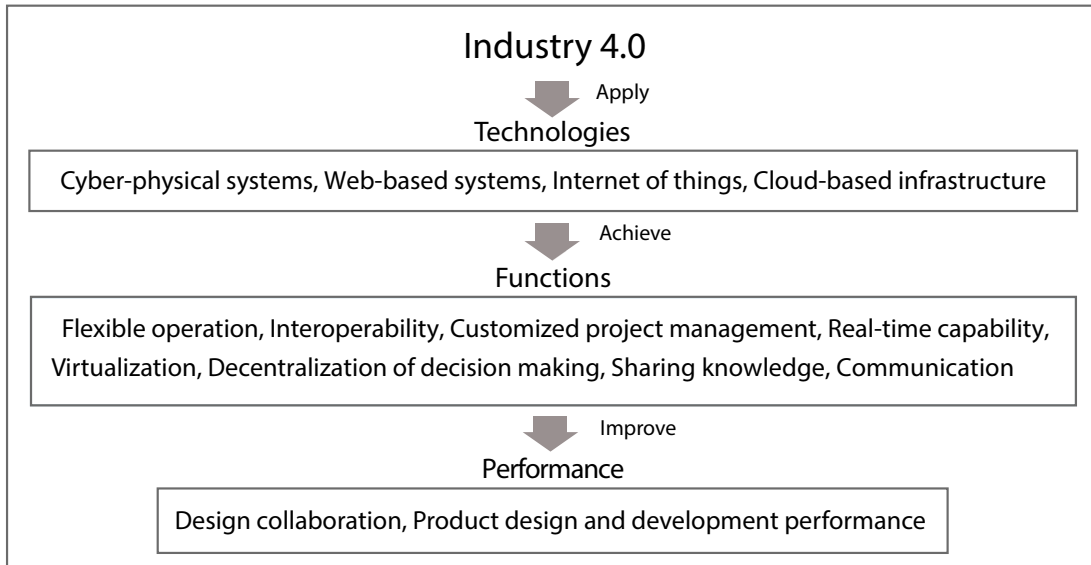 Industry 4.0
Apply
Technologies
Cyber-physical systems, Web-based systems, Internet of things, Cloud-based infrastructure
Achieve
Functions
Flexible operation, Interoperability, Customized project management, Real-time capability,
Virtualization, Decentralization of decision making, Sharing knowledge, Communication
Improve
Performance
Design collaboration, Product design and development performance